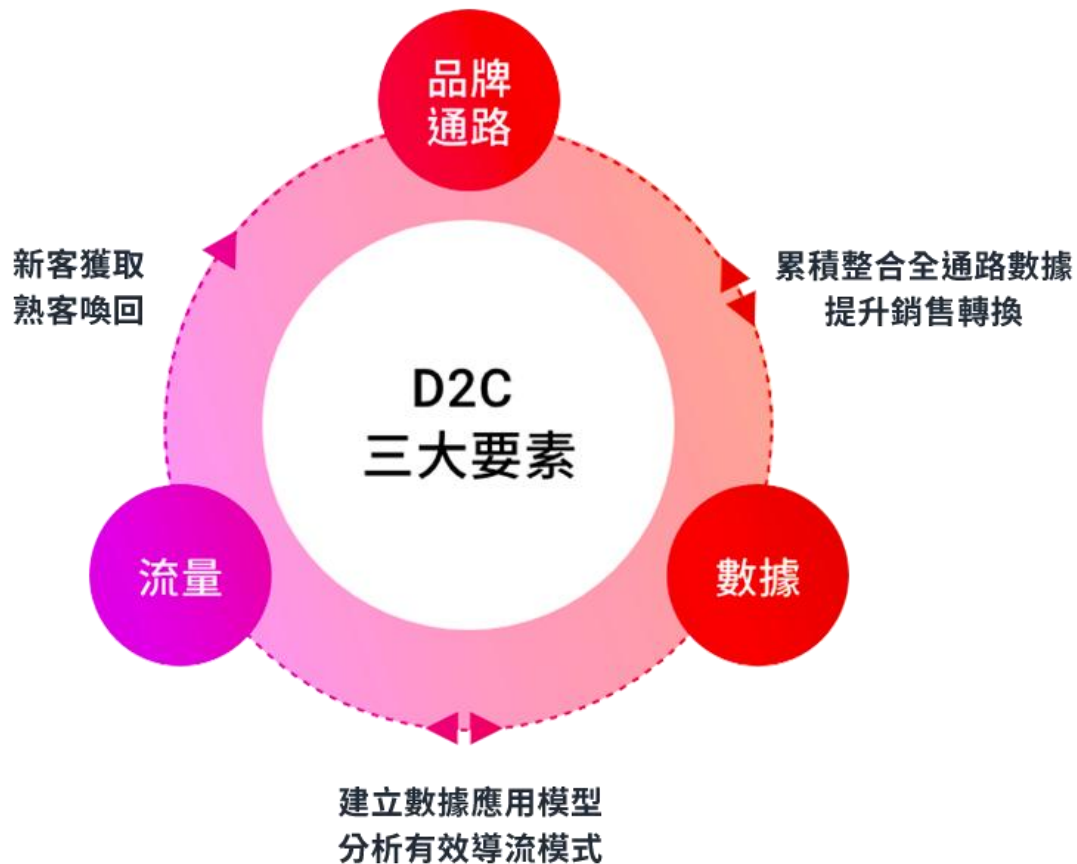 品牌
通路
新客獲取
熟客喚回
累積整合全通路數據
提升銷售轉換
D2C
三大要素
流量
數據
建立數據應用模型
分析有效導流模式